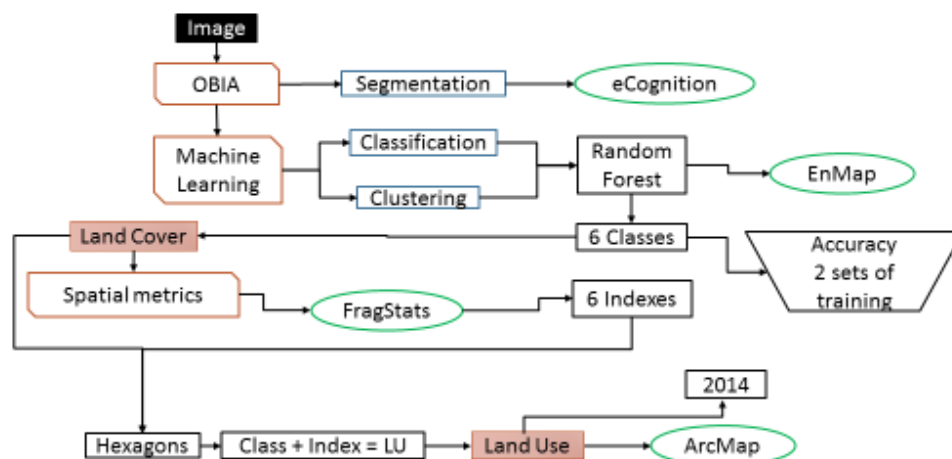 Image
OBIA
Segmentation
eCognition
Machine
Learning
Classification
Clustering
Random
Forest
EnMap
Land Cover
6 Classes
Accuracy
2 sets of
training
Spatial metrics
FragStats
6 Indexes
2014
Hexagons
Class + Index = LU
Land Use
ArcMap